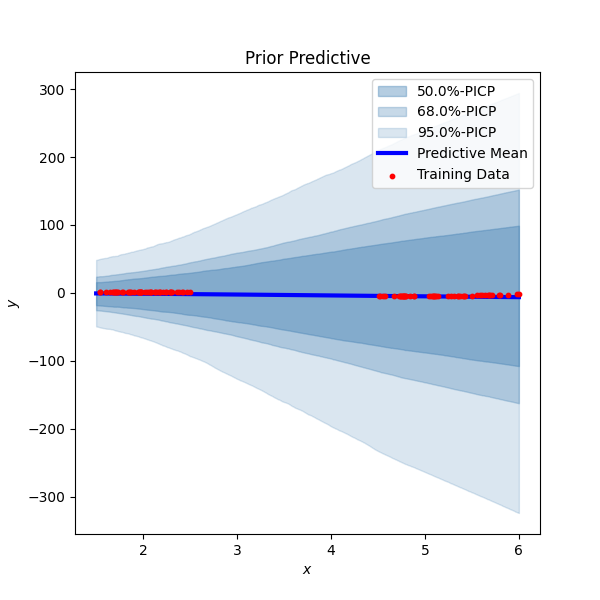 Prior Predictive
300
200
100
0
−100
−200
−300
y
2
3
4
5
6
x
50.0%-PICP
68.0%-PICP
95.0%-PICP
Predictive Mean
Training Data